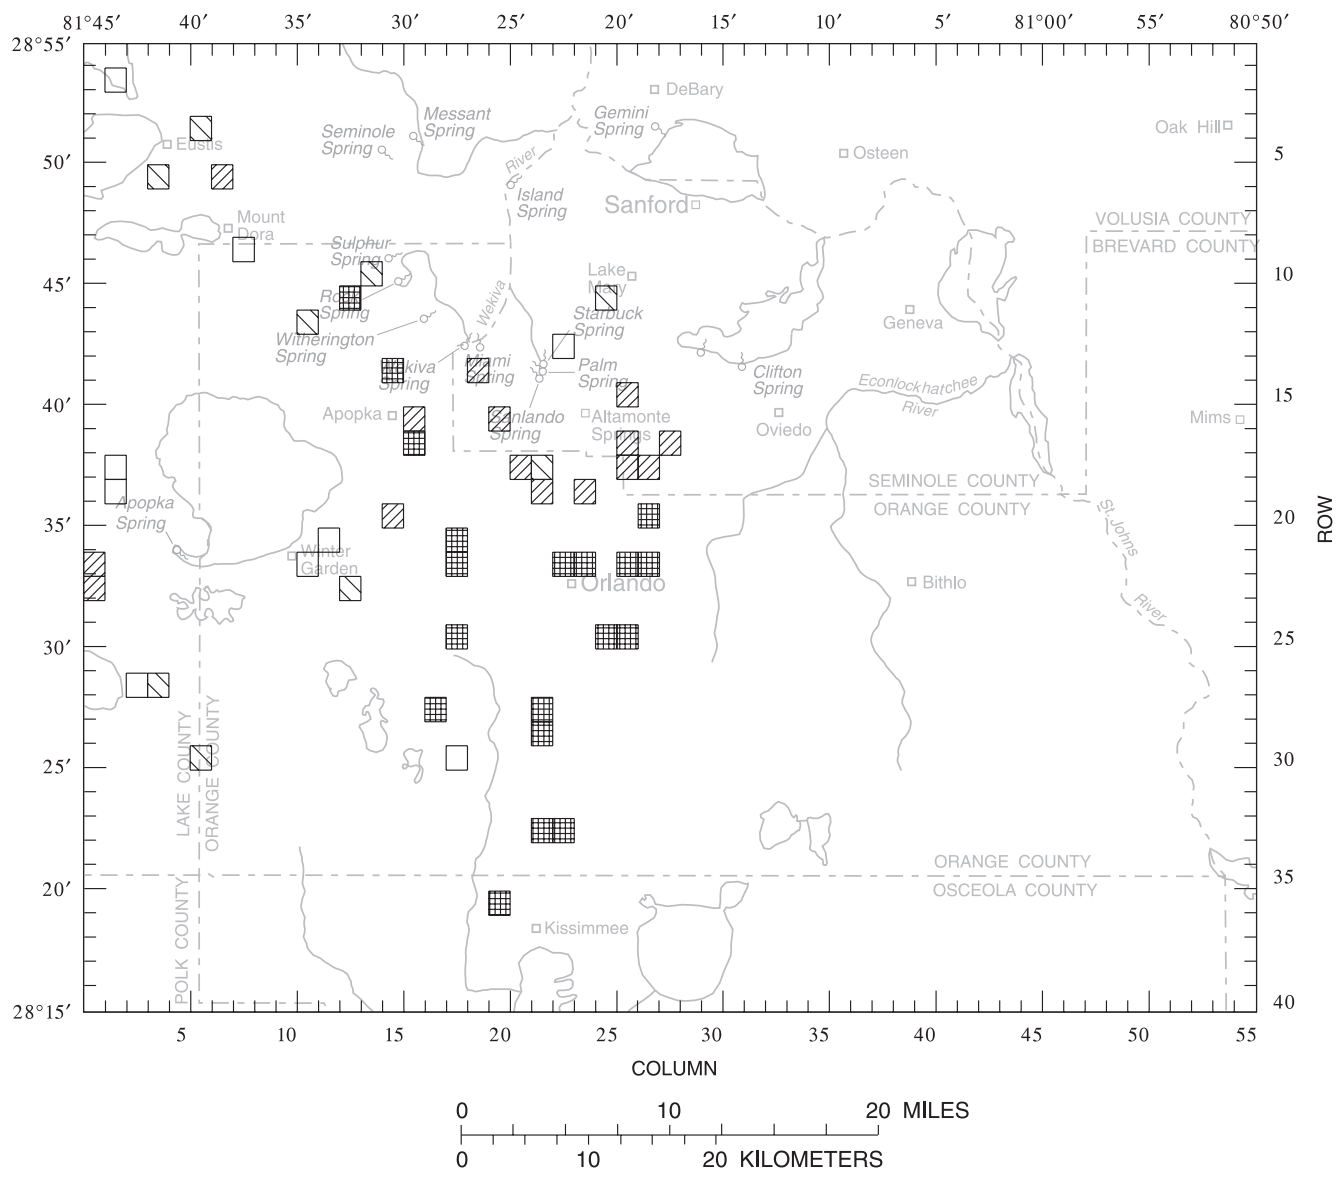 81°45′ 40′ 35′ 30′ 25′ 20′ 15′ 10′ 5′ 81°00′ 55′ 80°50′
28°55′
DeBary
Messant
Spring
Gemini
Spring
Seminole
Spring
Oak Hill
Eustis
Osteen
50′
5
River
Island
Spring
Sanford
Mount
Dora
VOLUSIA COUNTY
BREVARD COUNTY
Sulphur
Spring
45′
10
Lake
Mary
Rock
Spring
Wekiva
Starbuck
Spring
Geneva
Witherington
Spring
Wekiva
Spring
Miami
Spring
Palm
Spring
Clifton
Spring
Econlockhatchee
River
40′
15
Apopka
Sanlando
Spring
Altamonte
Springs
Oviedo
Mims
SEMINOLE COUNTY
ORANGE COUNTY
Apopka
Spring
St. Johns
River
35′
20
ROW
Winter
Garden
Orlando
Bithlo
30′
25
LAKE COUNTY
ORANGE COUNTY
25′
30
ORANGE COUNTY
OSCEOLA COUNTY
20′
35
POLK COUNTY
Kissimmee
28°15′
40
5 10 15 20 25 30 35 40 45 50 55
COLUMN
0 10 20 MILES
0 10 20 KILOMETERS